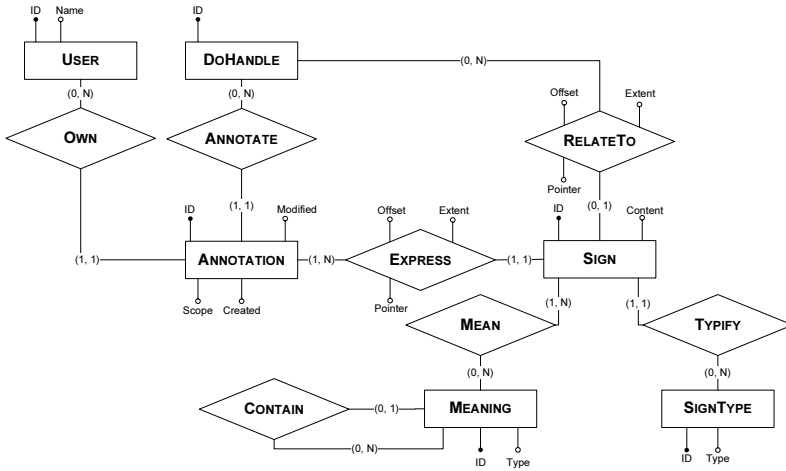 ID Name ID
USER DOHANDLE
(0, N) (0, N) (0, N)
Offset Extent
OWN ANNOTATE RELATETO
Pointer
ID (1, 1) Modified Offset Extent ID (0, 1) Content
(1, 1) ANNOTATION (1, N) EXPRESS (1, 1) SIGN
Scope Created Pointer (1, N) (1, 1)
MEAN TYPIFY
(0, N) (0, N)
CONTAIN (0, 1) MEANING SIGNTYPE
(0, N)
ID Type ID Type